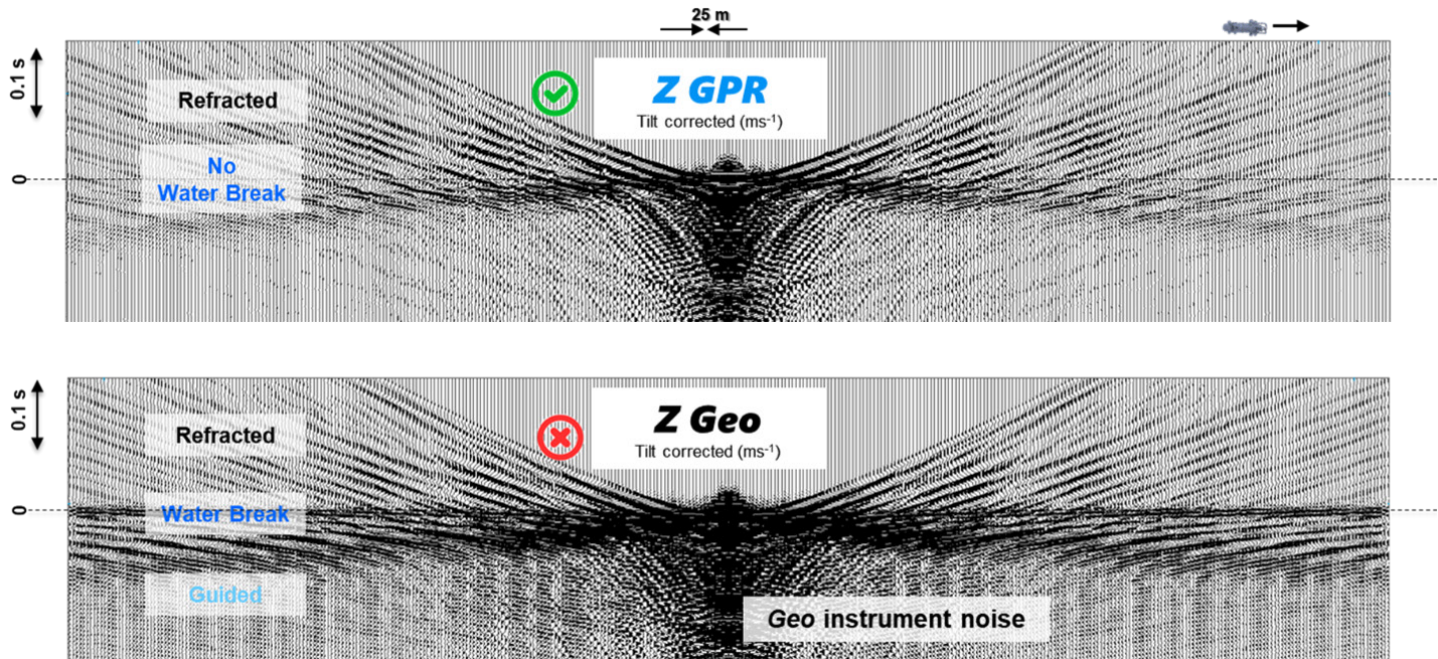 25 m
0.1 s
Z GPR
Tilt corrected (ms⁻¹)
Refracted
No
Water Break
0
0.1 s
Z Geo
Tilt corrected (ms⁻¹)
Refracted
Water Break
0
Guided
Geo instrument noise